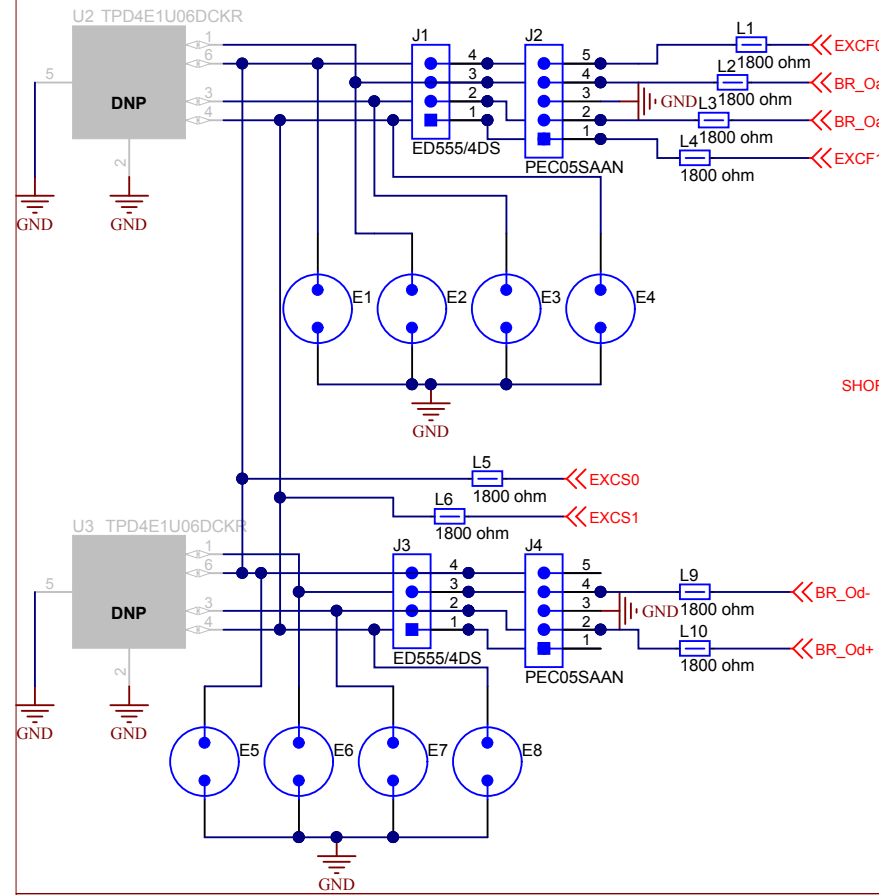 U2 TPD4E1U06DCKR
1
6
5
3
4
2
DNP
GND
GND
J1
4
3
2
1
ED555/4DS
J2
5
4
3
2
1
PEC05SAAN
GND
L1
1800 ohm
EXCF0
L2
1800 ohm
BR_Oa
L3
1800 ohm
BR_Oa
L4
1800 ohm
EXCF1
E1
E2
E3
E4
GND
L5
1800 ohm
EXCS0
L6
1800 ohm
EXCS1
U3 TPD4E1U06DCKR
1
6
5
3
4
2
DNP
GND
GND
J3
4
3
2
1
ED555/4DS
J4
5
4
3
2
1
PEC05SAAN
GND
L9
1800 ohm
BR_Od-
L10
1800 ohm
BR_Od+
E5
E6
E7
E8
GND